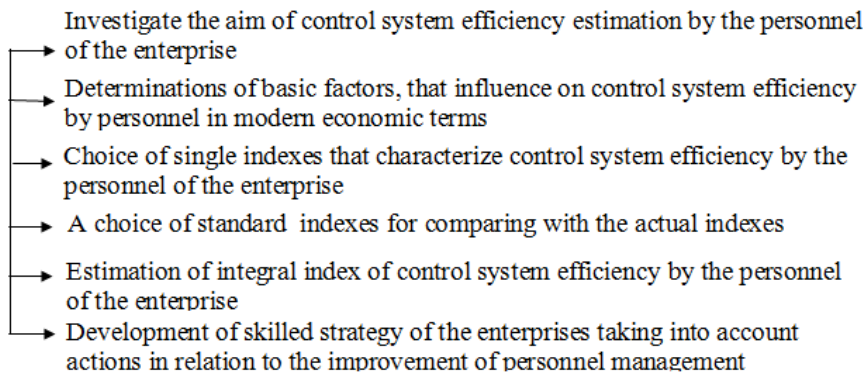 Investigate the aim of control system efficiency estimation by the personnel
of the enterprise
Determinations of basic factors, that influence on control system efficiency
by personnel in modern economic terms
Choice of single indexes that characterize control system efficiency by the
personnel of the enterprise
A choice of standard indexes for comparing with the actual indexes
Estimation of integral index of control system efficiency by the personnel
of the enterprise
Development of skilled strategy of the enterprises taking into account
actions in relation to the improvement of personnel management